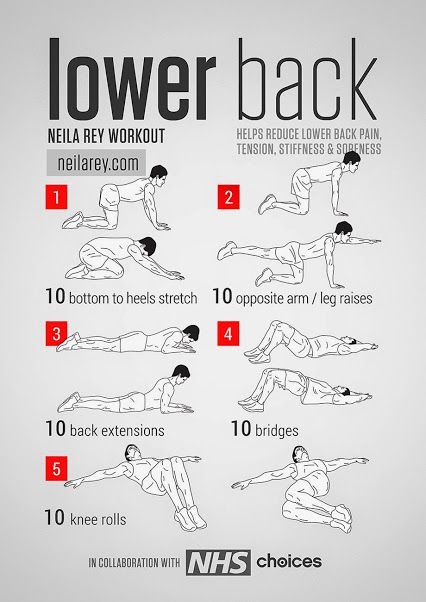 lower back
NEILA REY WORKOUT
neilarey.com
HELPS REDUCE LOWER BACK PAIN,
TENSION, STIFFNESS & SORENESS
1
10 bottom to heels stretch
2
10 opposite arm / leg raises
3
10 back extensions
4
10 bridges
5
10 knee rolls
IN COLLABORATION WITH NHS choices